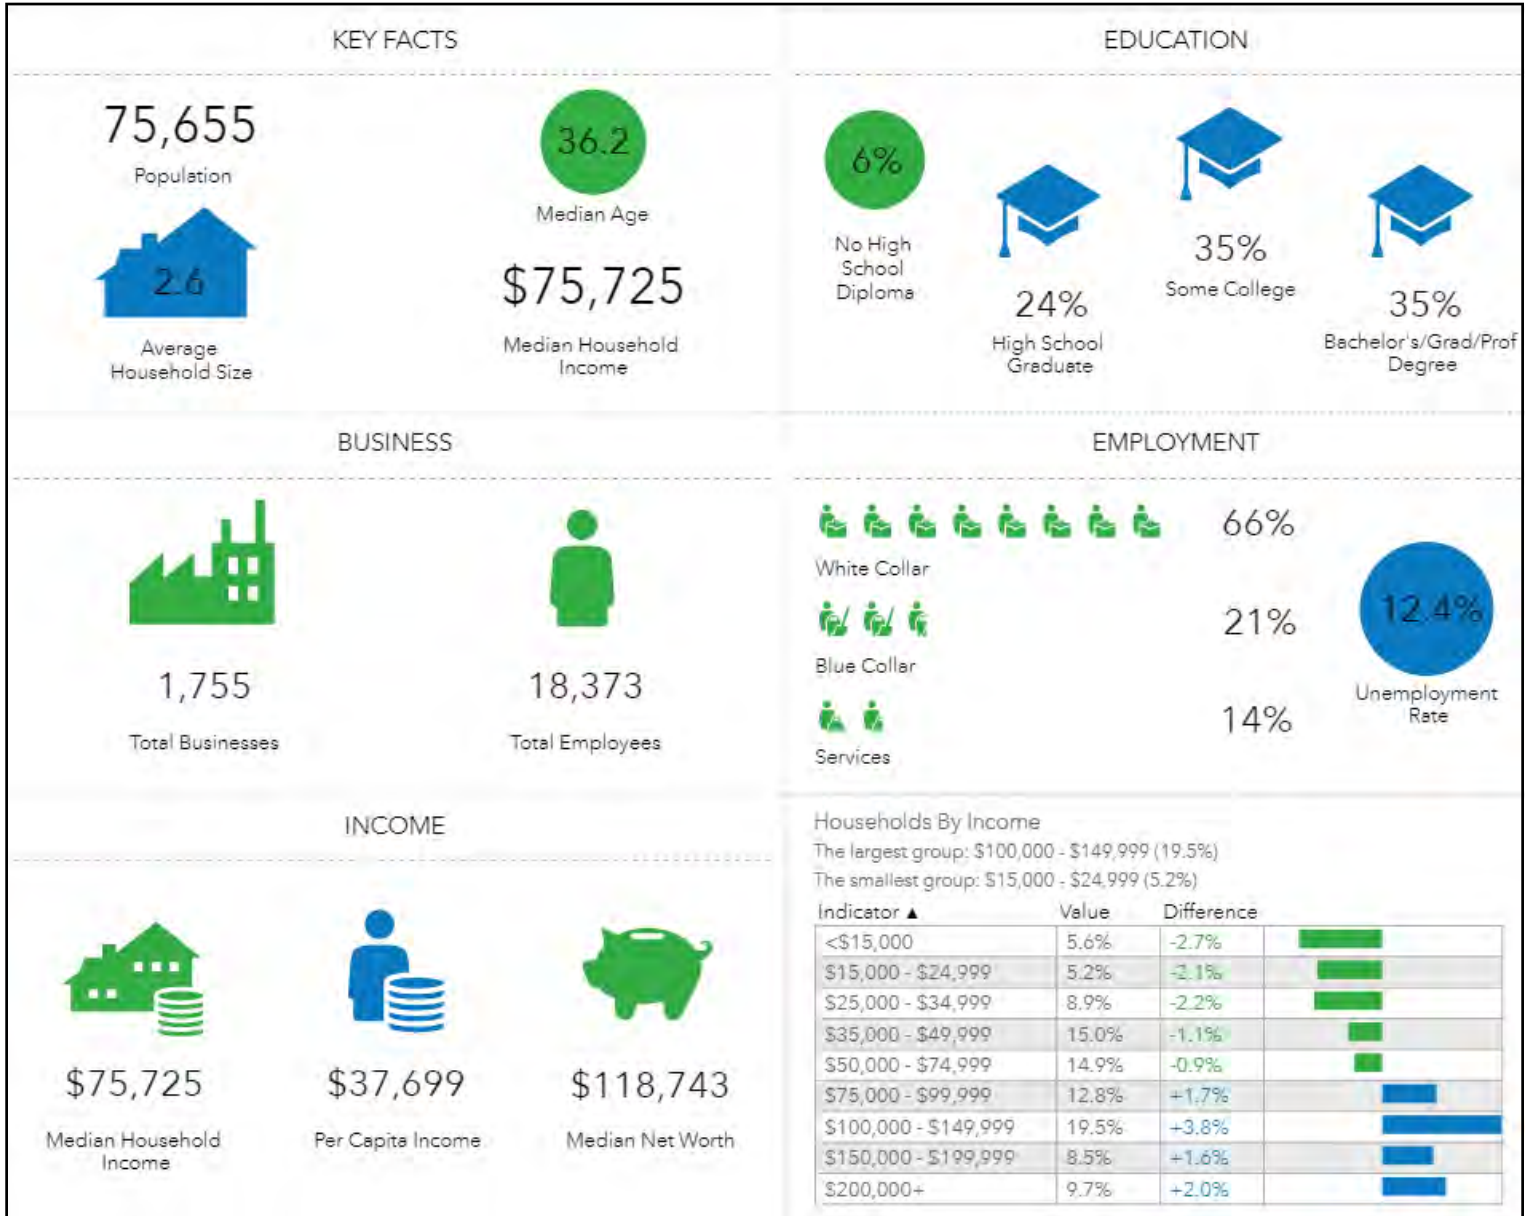 KEY FACTS
75,655
Population
36.2
Median Age
2.6
Average
Household Size
$75,725
Median Household
Income
EDUCATION
6%
No High
School
Diploma
24%
High School
Graduate
35%
Some College
35%
Bachelor's/Grad/Prof
Degree
BUSINESS
1,755
Total Businesses
18,373
Total Employees
EMPLOYMENT
66%
White Collar
21%
Blue Collar
14%
Services
12.4%
Unemployment
Rate
INCOME
$75,725
Median Household
Income
$37,699
Per Capita Income
$118,743
Median Net Worth
Households By Income
The largest group: $100,000 - $149,999 (19.5%)
The smallest group: $15,000 - $24,999 (5.2%)
Indicator ▲ Value Difference
<$15,000 5.6% -2.7%
$15,000 - $24,999 5.2% -2.1%
$25,000 - $34,999 8.9% -2.2%
$35,000 - $49,999 15.0% -1.1%
$50,000 - $74,999 14.9% -0.9%
$75,000 - $99,999 12.8% +1.7%
$100,000 - $149,999 19.5% +3.8%
$150,000 - $199,999 8.5% +1.6%
$200,000+ 9.7% +2.0%